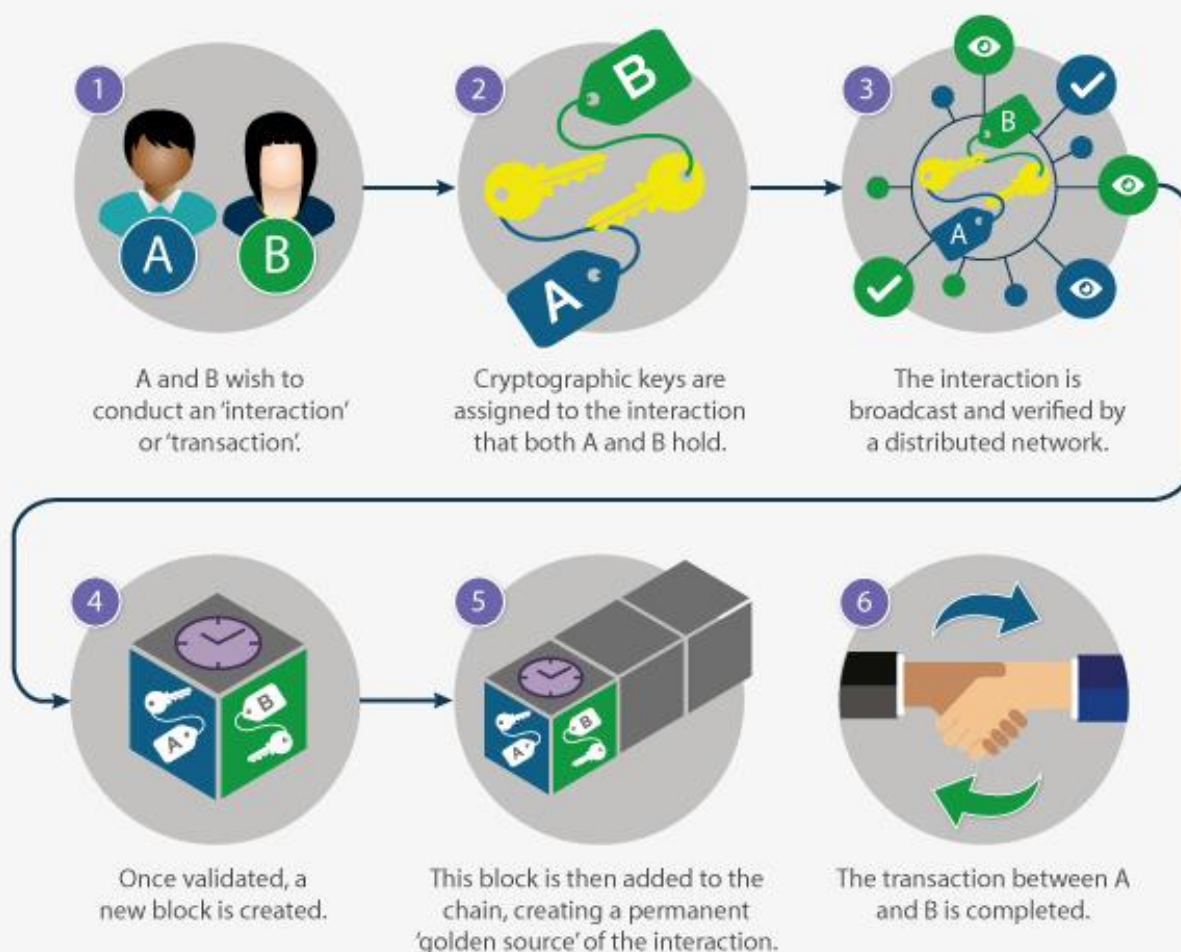 1
A and B wish to
conduct an ‘interaction’
or ‘transaction’.
2
B
A
Cryptographic keys are
assigned to the interaction
that both A and B hold.
3
B
A
The interaction is
broadcast and verified by
a distributed network.
A
B
4
A
B
Once validated, a
new block is created.
5
A
B
This block is then added to the
chain, creating a permanent
‘golden source’ of the interaction.
6
The transaction between A
and B is completed.